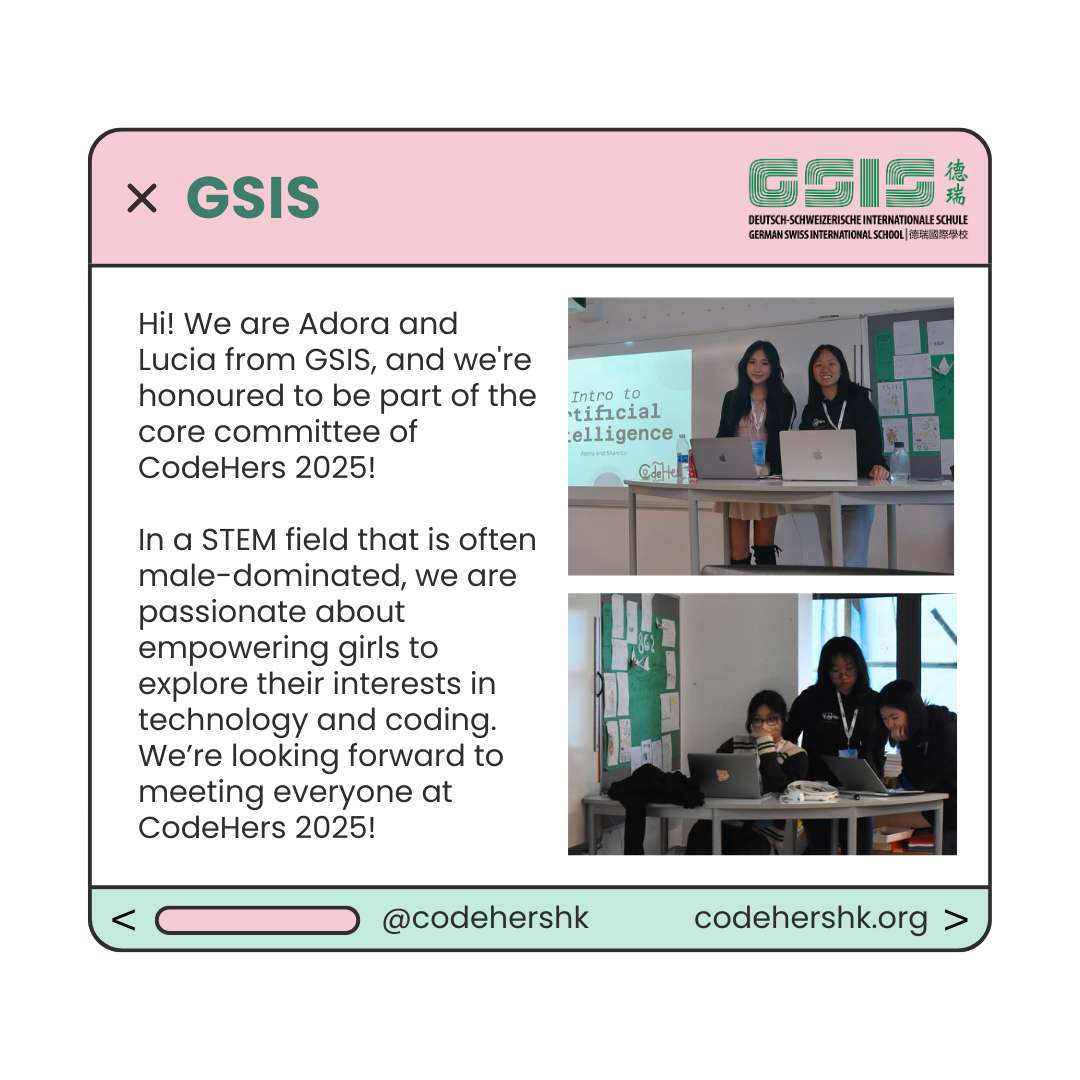 × GSIS
GSIS 德瑞
DEUTSCH-SCHWEIZERISCHE INTERNATIONALE SCHULE
GERMAN SWISS INTERNATIONAL SCHOOL | 德瑞國際學校
Hi! We are Adora and
Lucia from GSIS, and we're
honoured to be part of the
core committee of
CodeHers 2025!
In a STEM field that is often
male-dominated, we are
passionate about
empowering girls to
explore their interests in
technology and coding.
We’re looking forward to
meeting everyone at
CodeHers 2025!
Intro to
rtificial
telligence
CodeHer
862
< @codehershk codehershk.org >